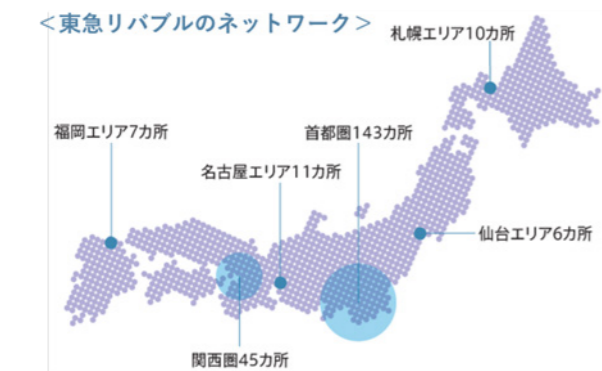 ＜東急リバブルのネットワーク＞
札幌エリア10カ所
福岡エリア7カ所
首都圏143カ所
名古屋エリア11カ所
仙台エリア6カ所
関西圏45カ所